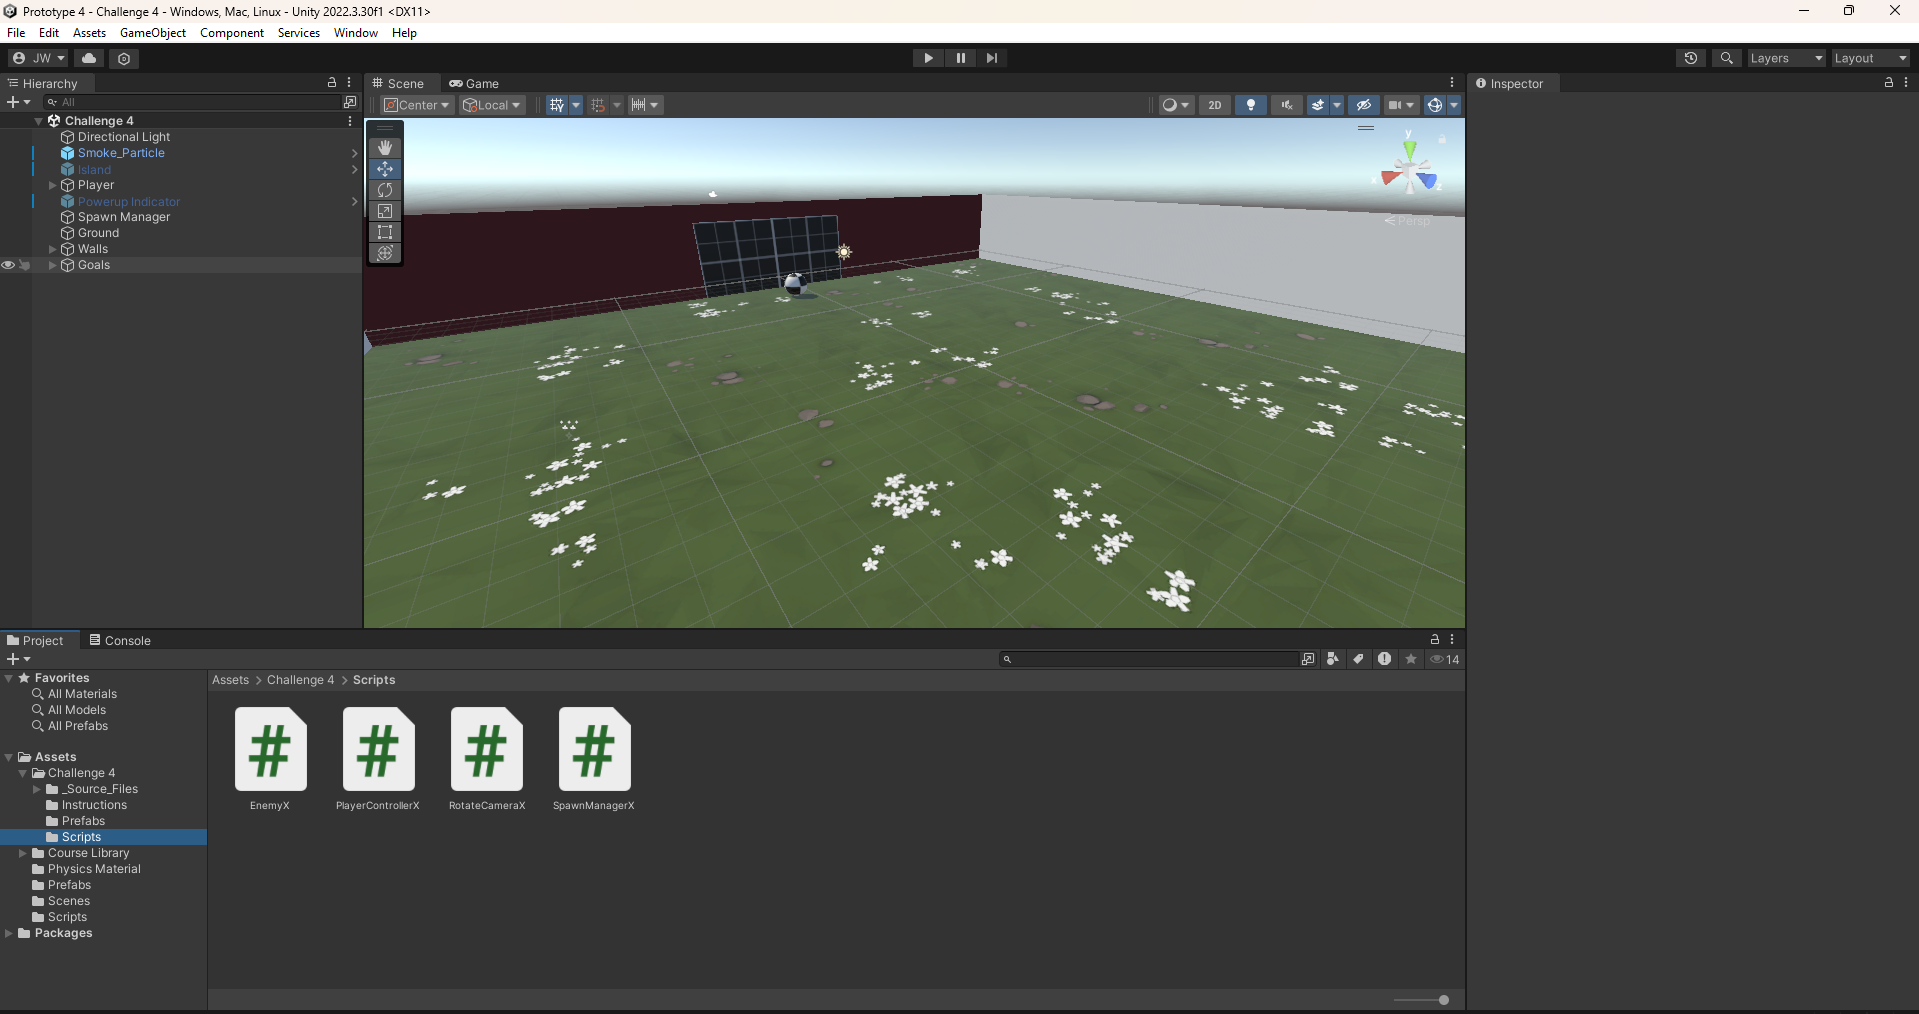 Prototype 4 - Challenge 4 - Windows, Mac, Linux - Unity 2022.3.30f1 <DX11>
File Edit Assets GameObject Component Services Window Help
JW
Layers
Layout
Hierarchy
All
Challenge 4
Directional Light
Smoke_Particle
Island
Player
Powerup Indicator
Spawn Manager
Ground
Walls
Goals
Scene
Game
Center
Local
2D
y
x
z
Persp
Inspector
Project
Console
14
Favorites
All Materials
All Models
All Prefabs
Assets
Challenge 4
_Source_Files
Instructions
Prefabs
Scripts
Course Library
Physics Material
Prefabs
Scenes
Scripts
Packages
Assets > Challenge 4 > Scripts
EnemyX
PlayerControllerX
RotateCameraX
SpawnManagerX